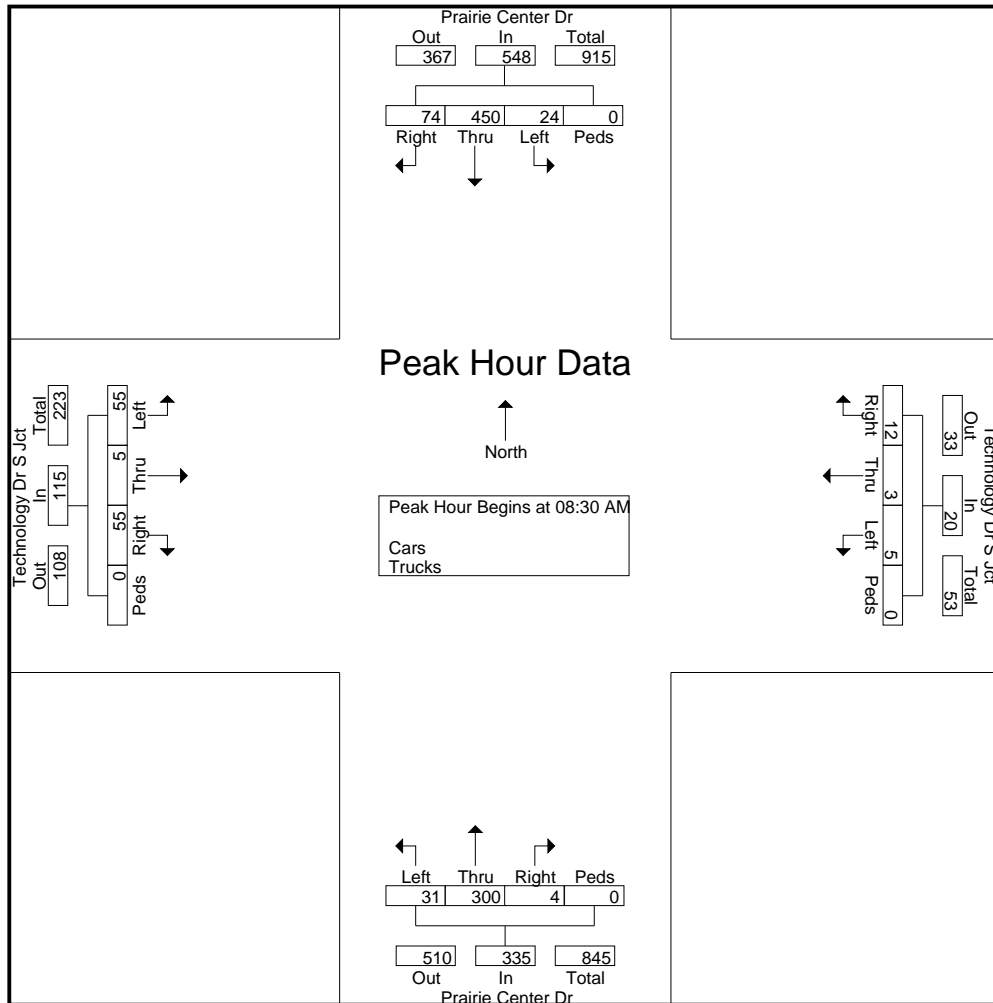 Prairie Center Dr
Out In Total
367 548 915
74 450 24 0
Right Thru Left Peds
Peak Hour Data
North
Peak Hour Begins at 08:30 AM
Cars
Trucks
Technology Dr S Jct
Out In Total
108 115 223
Left Thru Right Peds
55 5 55 0
Technology Dr S Jct
Out In Total
33 20 53
Right Thru Left Peds
12 3 5 0
Left Thru Right Peds
31 300 4 0
510 335 845
Out In Total
Prairie Center Dr